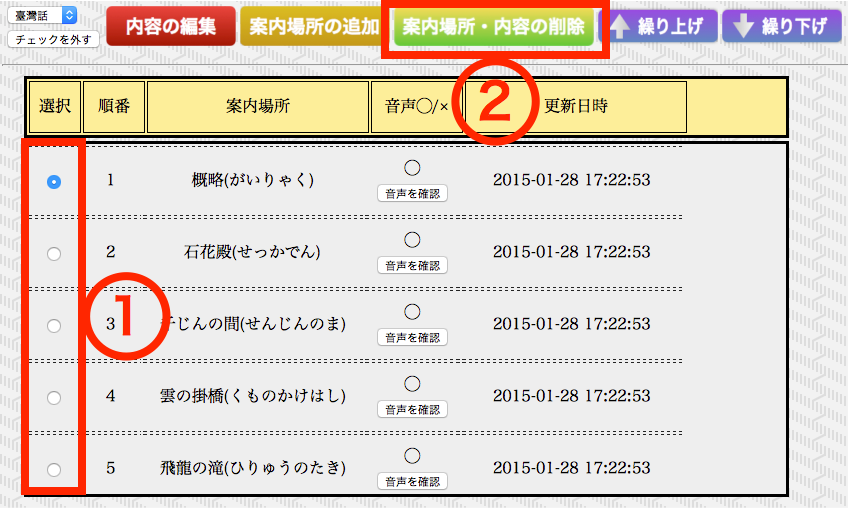 臺灣話
チェックを外す
内容の編集
案内場所の追加
案内場所・内容の削除
繰り上げ
繰り下げ
選択 順番 案内場所 音声◯/× ② 更新日時
1 概略(がいりゃく) ◯ 2015-01-28 17:22:53
音声を確認
2 石花殿(せっかでん) ◯ 2015-01-28 17:22:53
音声を確認
①
3 じんの間(せんじんのま) ◯ 2015-01-28 17:22:53
音声を確認
4 雲の掛橋(くものかけはし) ◯ 2015-01-28 17:22:53
音声を確認
5 飛龍の滝(ひりゅうのたき) ◯ 2015-01-28 17:22:53
音声を確認